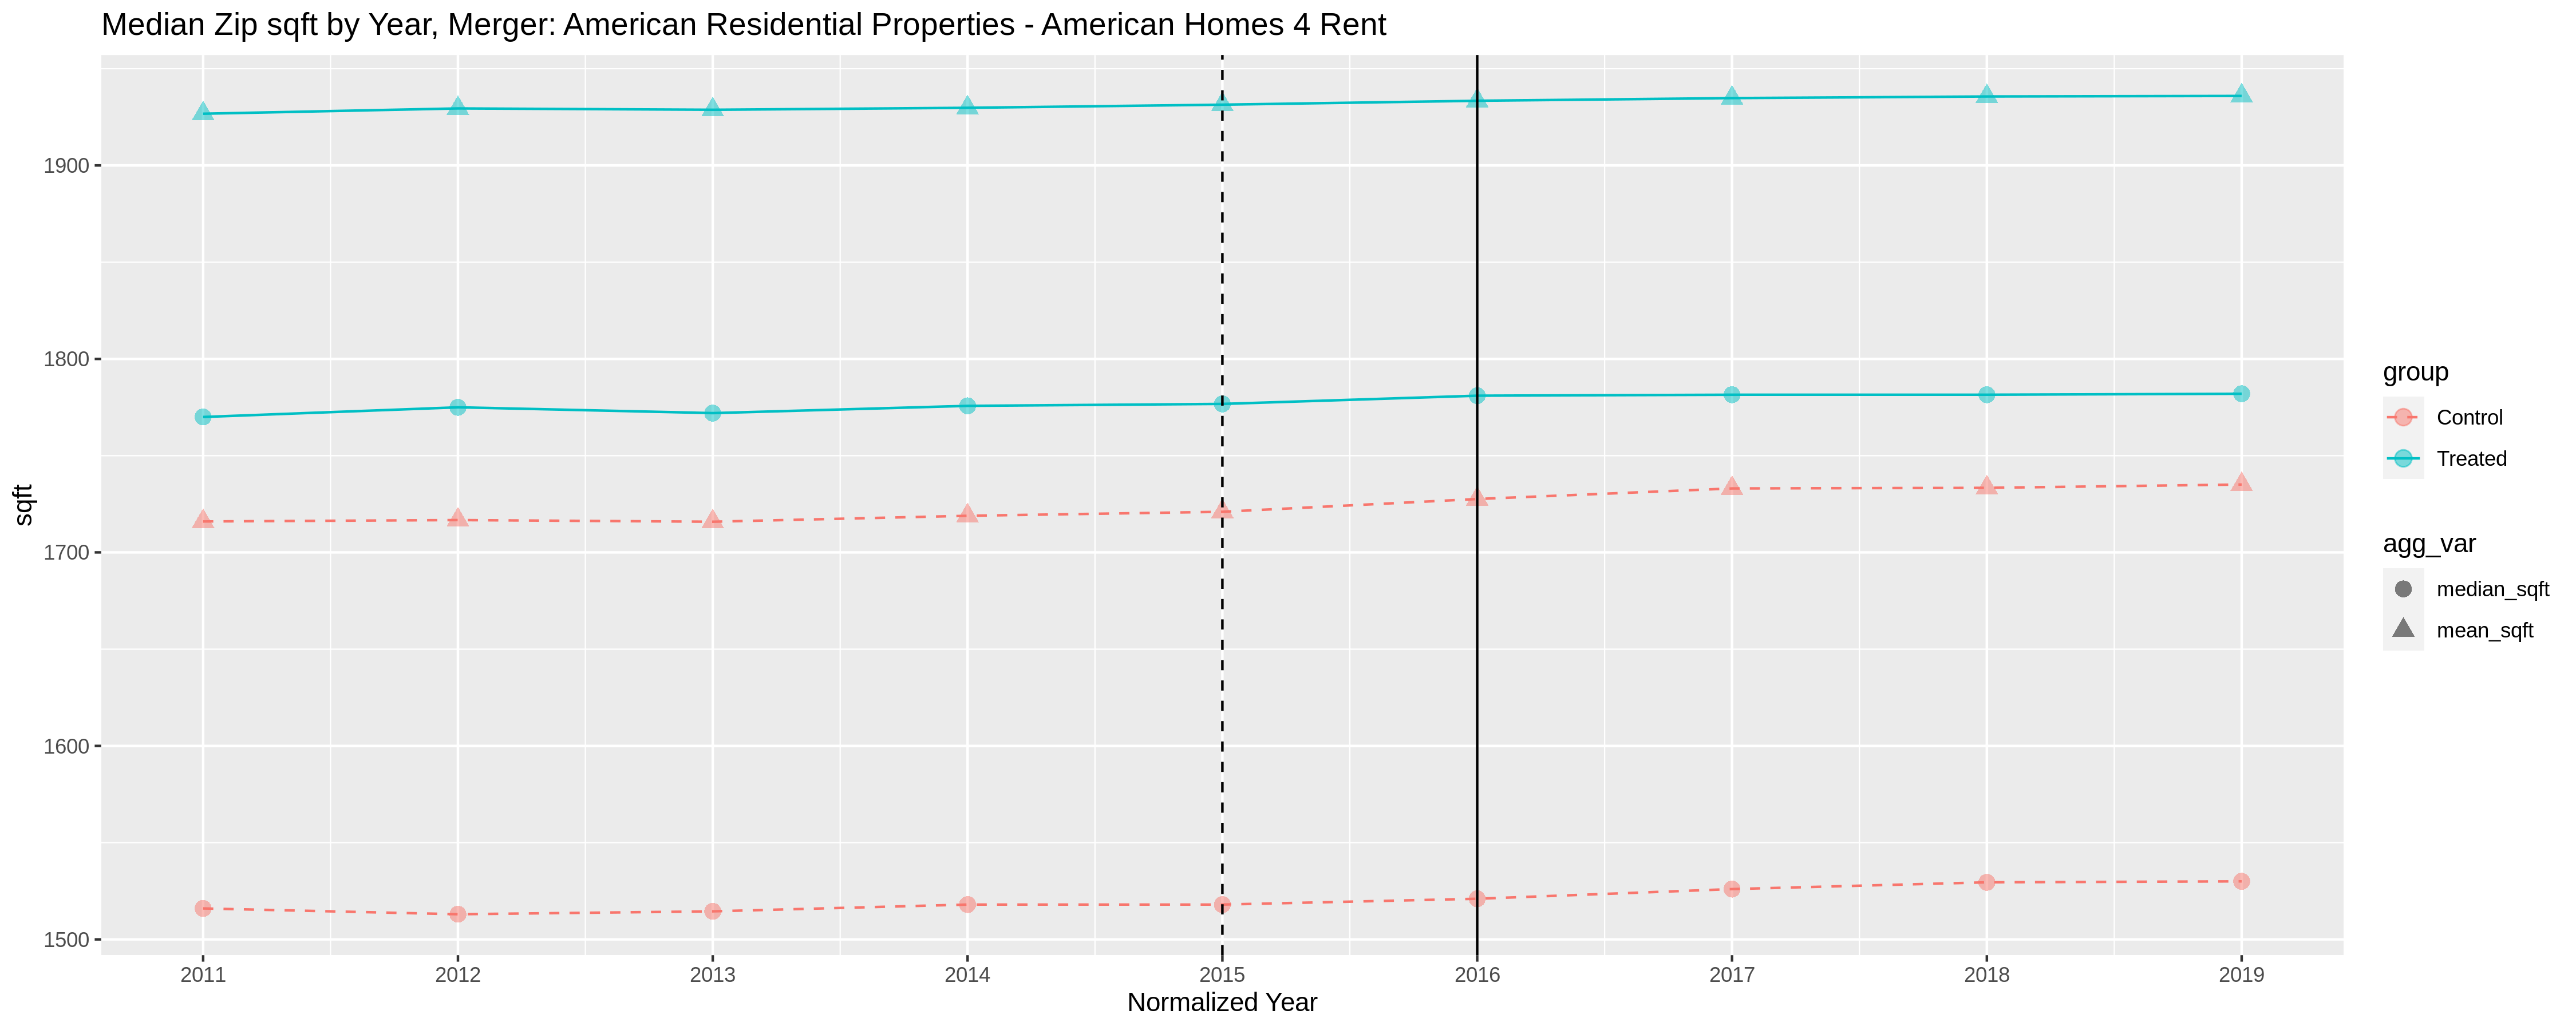 Median Zip sqft by Year, Merger: American Residential Properties - American Homes 4 Rent
sqft
1900
1800
1700
1600
1500
2011 2012 2013 2014 2015 2016 2017 2018 2019
Normalized Year
group
Control
Treated
agg_var
median_sqft
mean_sqft